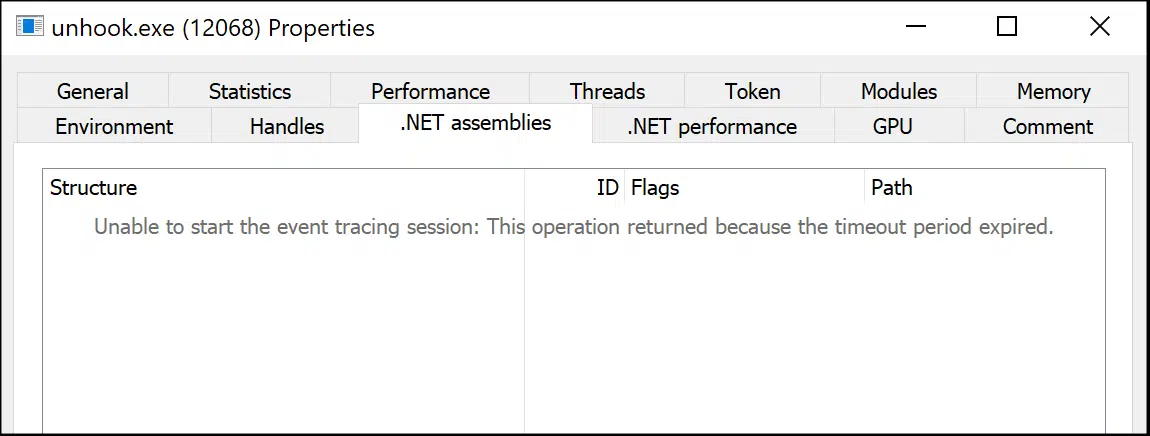 unhook.exe (12068) Properties
General Statistics Performance Threads Token Modules Memory
Environment Handles .NET assemblies .NET performance GPU Comment
Structure ID Flags Path
Unable to start the event tracing session: This operation returned because the timeout period expired.